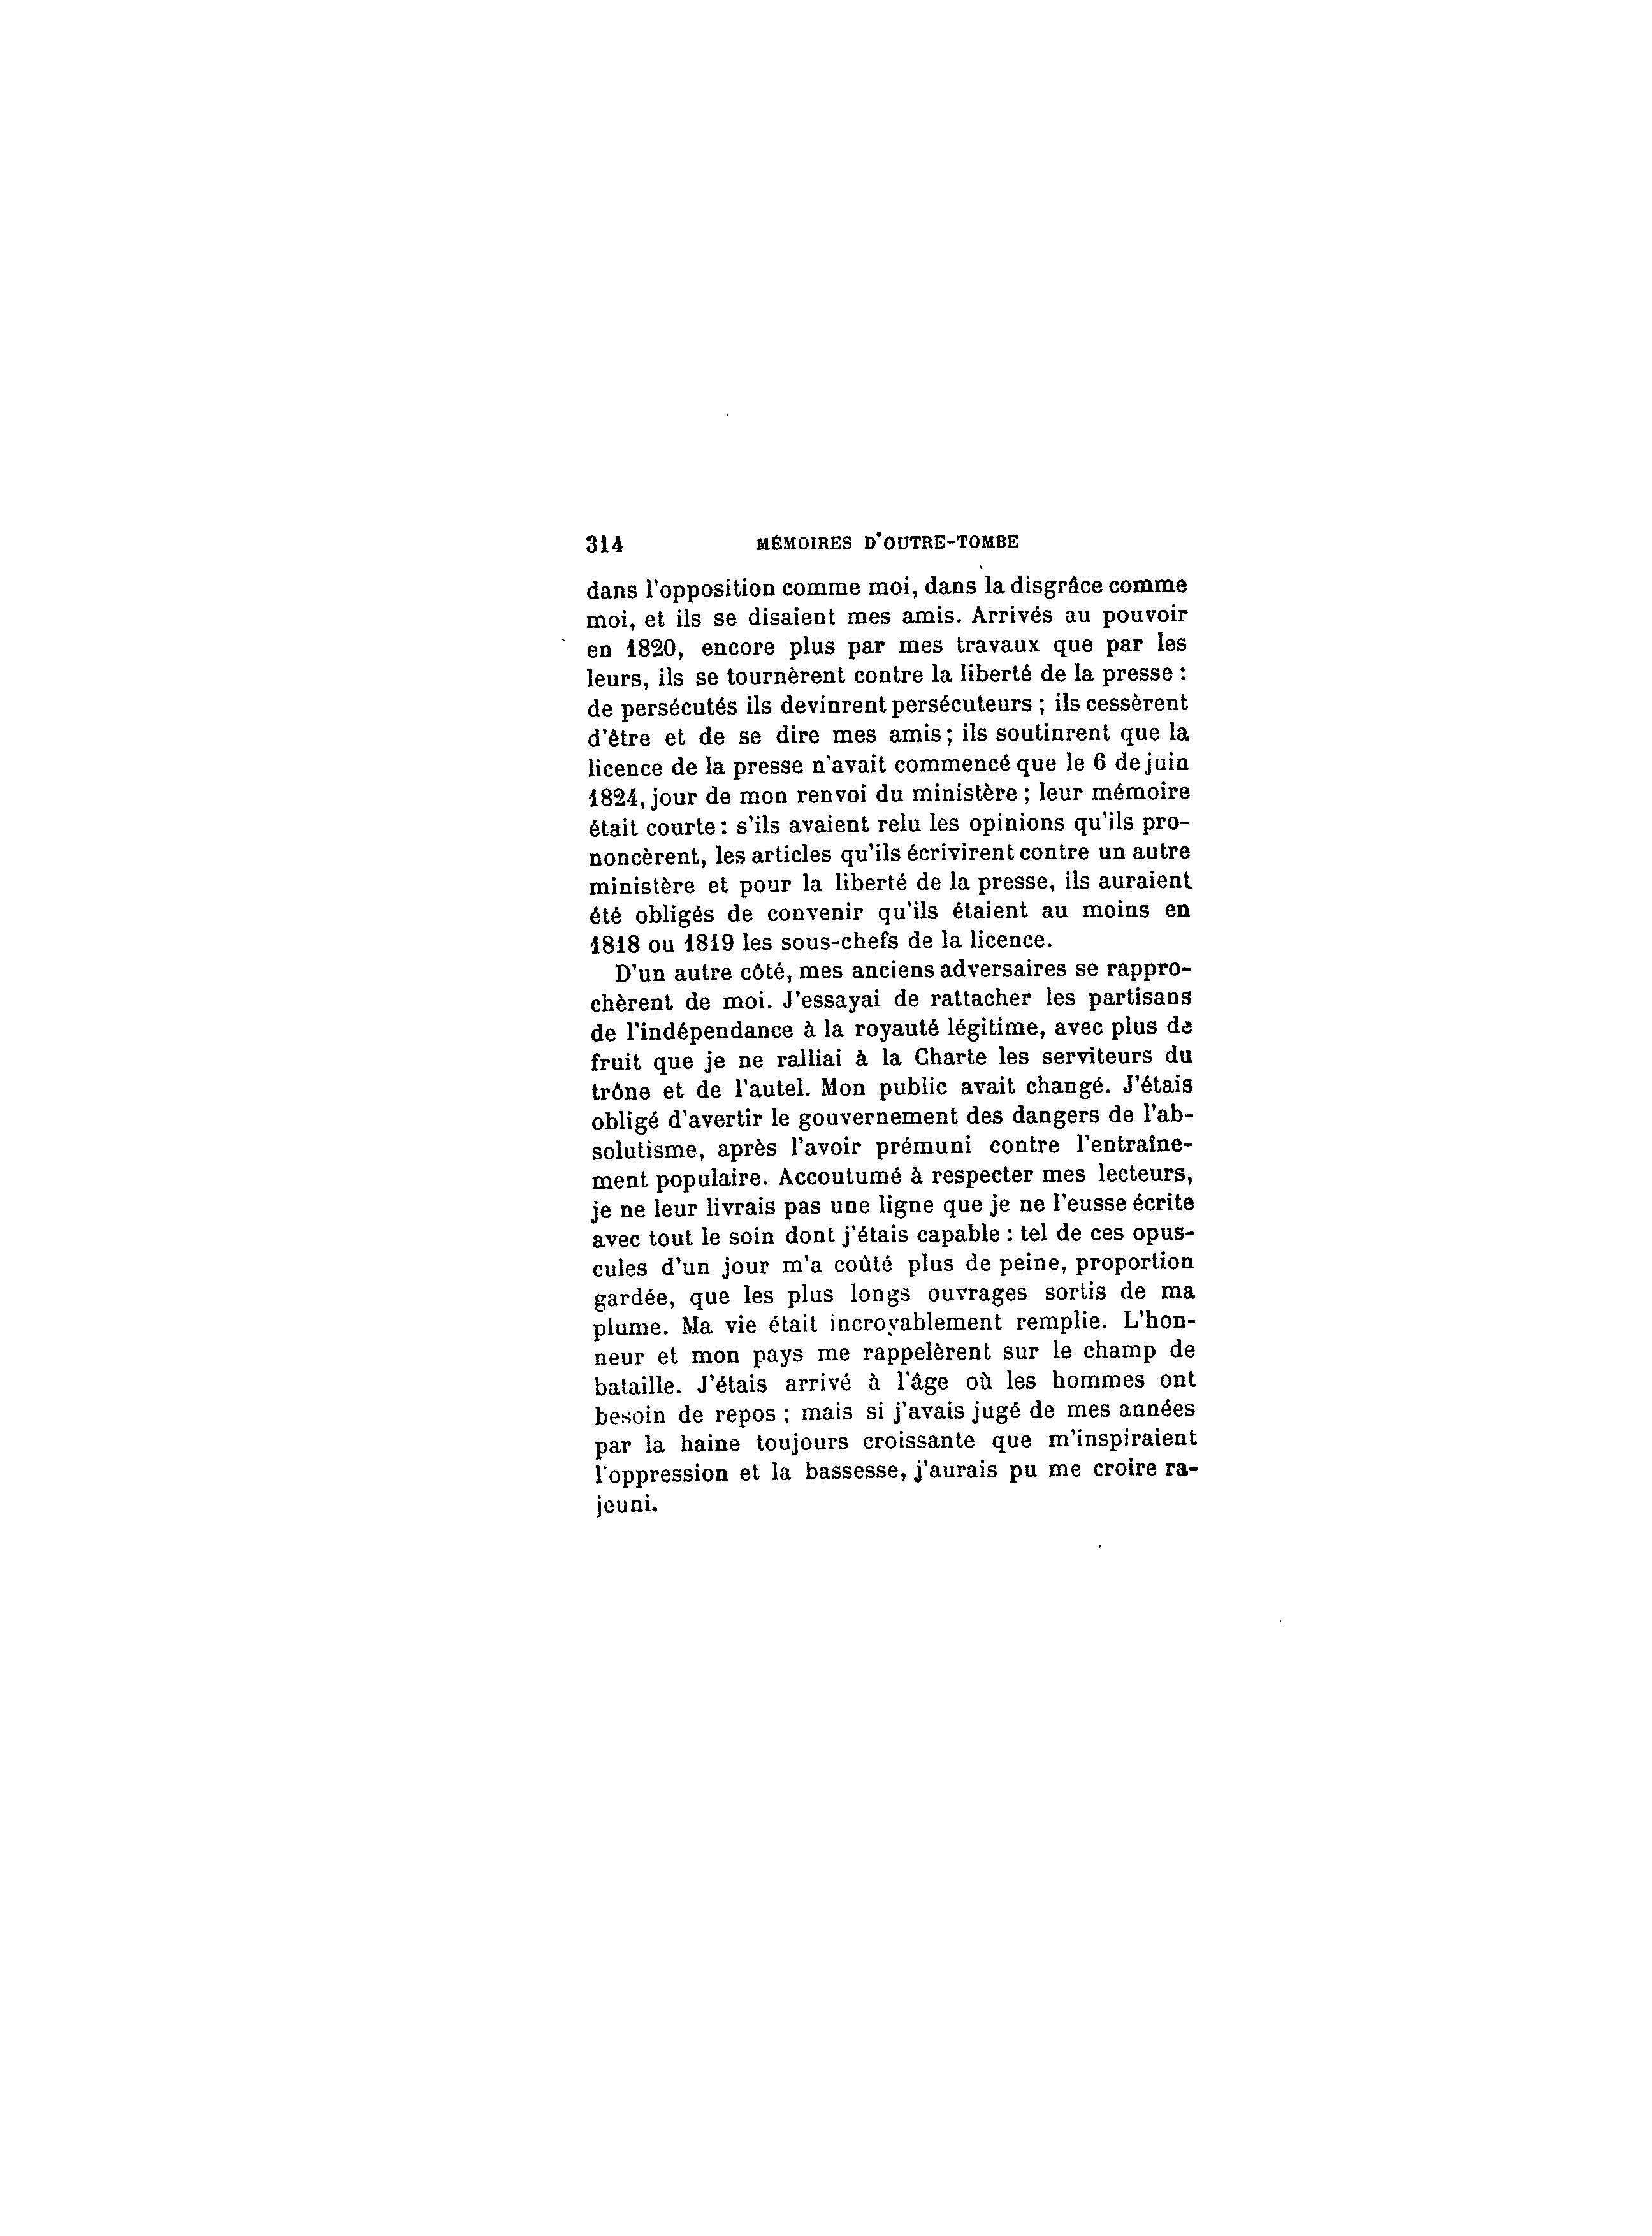 314 MÉMOIRES D'OUTRE-TOMBE
dans l'opposition comme moi, dans la disgrâce comme
moi, et ils se disaient mes amis. Arrivés au pouvoir
en 1820, encore plus par mes travaux que par les
leurs, ils se tournèrent contre la liberté de la presse :
de persécutés ils devinrent persécuteurs ; ils cessèrent
d'être et de se dire mes amis ; ils soutinrent que la
licence de la presse n'avait commencé que le 6 de juin
1824, jour de mon renvoi du ministère ; leur mémoire
était courte : s'ils avaient relu les opinions qu'ils pro-
noncèrent, les articles qu'ils écrivirent contre un autre
ministère et pour la liberté de la presse, ils auraient
été obligés de convenir qu'ils étaient au moins en
1818 ou 1819 les sous-chefs de la licence.
D'un autre côté, mes anciens adversaires se rappro-
chèrent de moi. J'essayai de rattacher les partisans
de l'indépendance à la royauté légitime, avec plus de
fruit que je ne ralliai à la Charte les serviteurs du
trône et de l'autel. Mon public avait changé. J'étais
obligé d'avertir le gouvernement des dangers de l'ab-
solutisme, après l'avoir prémuni contre l'entraîne-
ment populaire. Accoutumé à respecter mes lecteurs,
je ne leur livrais pas une ligne que je ne l'eusse écrite
avec tout le soin dont j'étais capable : tel de ces opus-
cules d'un jour m'a coûté plus de peine, proportion
gardée, que les plus longs ouvrages sortis de ma
plume. Ma vie était incroyablement remplie. L'hon-
neur et mon pays me rappelèrent sur le champ de
bataille. J'étais arrivé à l'âge où les hommes ont
besoin de repos ; mais si j'avais jugé de mes années
par la haine toujours croissante que m'inspiraient
l'oppression et la bassesse, j'aurais pu me croire ra-
jeuni.